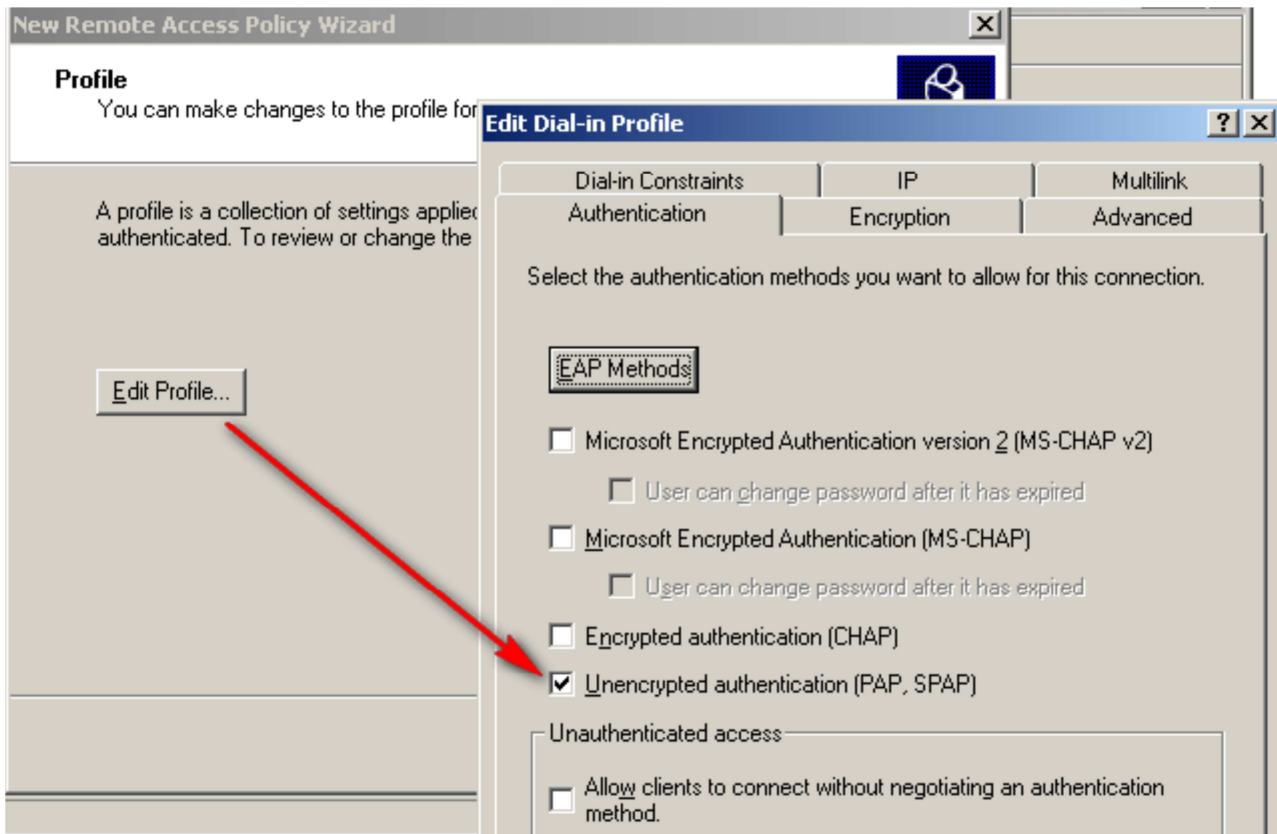 New Remote Access Policy Wizard
Profile
You can make changes to the profile for
A profile is a collection of settings applied
authenticated. To review or change the
Edit Profile...
Edit Dial-in Profile
Dial-in Constraints
IP
Multilink
Authentication
Encryption
Advanced
Select the authentication methods you want to allow for this connection.
EAP Methods
Microsoft Encrypted Authentication version 2 (MS-CHAP v2)
User can change password after it has expired
Microsoft Encrypted Authentication (MS-CHAP)
User can change password after it has expired
Encrypted authentication (CHAP)
Unencrypted authentication (PAP, SPAP)
Unauthenticated access
Allow clients to connect without negotiating an authentication
method.